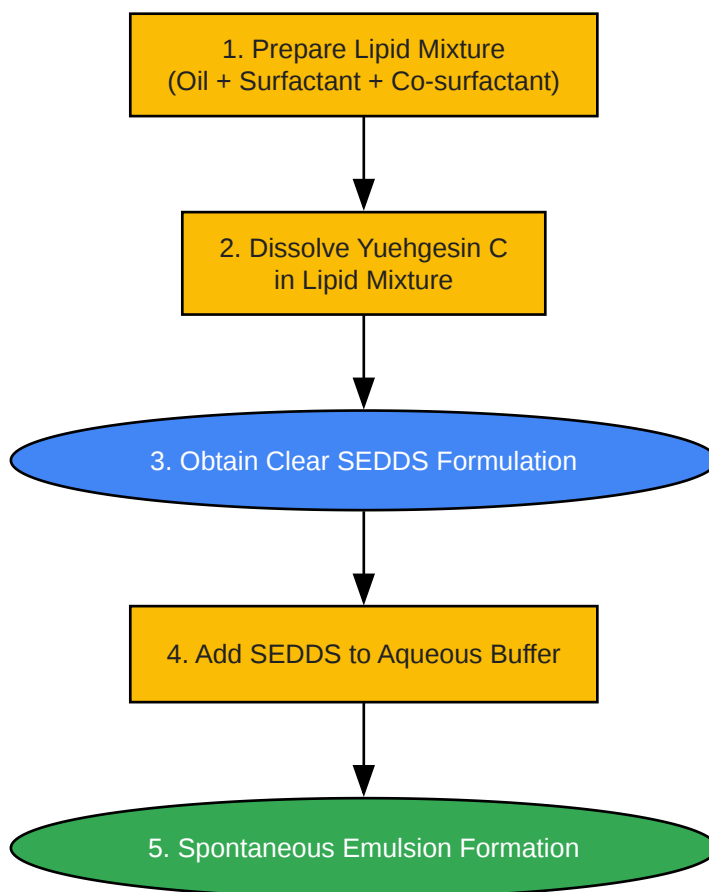 1. Prepare Lipid Mixture
(Oil + Surfactant + Co-surfactant)
2. Dissolve Yuehgesin C
in Lipid Mixture
3. Obtain Clear SEDDS Formulation
4. Add SEDDS to Aqueous Buffer
5. Spontaneous Emulsion Formation